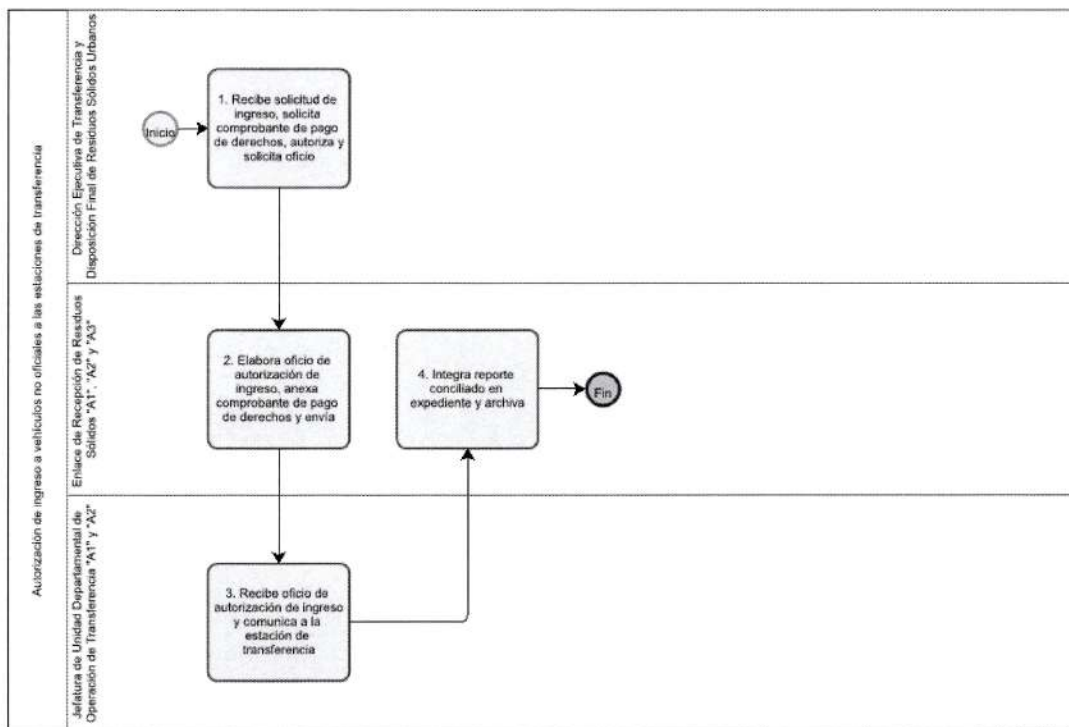 Autorización de ingreso a vehículos no oficiales a las estaciones de transferencia
Dirección Ejecutiva de Transferencia y
Disposición Final de Residuos Sólidos Urbanos
Inicio
1. Recibe solicitud de
ingreso, solicita
comprobante de pago
de derechos, autoriza y
solicita oficio
Enlace de Recepción de Residuos
Sólidos "A1", "A2" y "A3"
2. Elabora oficio de
autorización de
ingreso, anexa
comprobante de pago
de derechos y envía
4. Integra reporte
conciliado en
expediente y archiva
Fin
Jefatura de Unidad Departamental de
Operación de Transferencia "A1" y "A2"
3. Recibe oficio de
autorización de ingreso
y comunica a la
estación de
transferencia